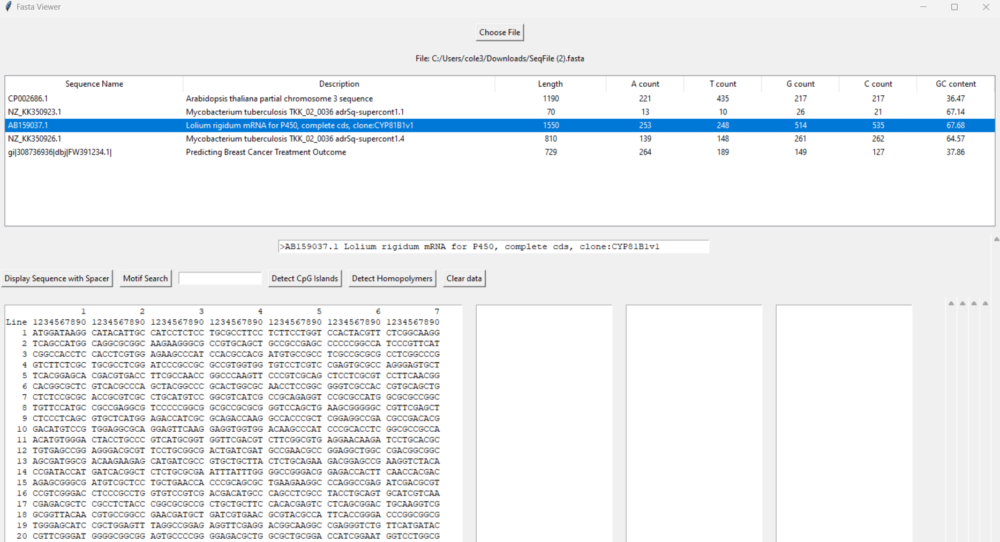 Fasta Viewer
Choose File
File: C:/Users/cole3/Downloads/SeqFile (2).fasta
Sequence Name Description Length A count T count G count C count GC content
CP002686.1 Arabidopsis thaliana partial chromosome 3 sequence 1190 221 435 217 217 36.47
NZ_KK350923.1 Mycobacterium tuberculosis TKK_02_0036 adrSq-supercont1.1 70 13 10 26 21 67.14
AB159037.1 Lolium rigidum mRNA for P450, complete cds, clone:CYP81B1v1 1550 253 248 514 535 67.68
NZ_KK350926.1 Mycobacterium tuberculosis TKK_02_0036 adrSq-supercont1.4 810 139 148 261 262 64.57
gi|308736936|dbj|FW391234.1| Predicting Breast Cancer Treatment Outcome 729 264 189 149 127 37.86
>AB159037.1 Lolium rigidum mRNA for P450, complete cds, clone:CYP81B1v1
Display Sequence with Spacer Motif Search Detect CpG Islands Detect Homopolymers Clear data
1 2 3 4 5 6 7
Line 1234567890 1234567890 1234567890 1234567890 1234567890 1234567890 1234567890
1 ATGGATAAGG CATACATTGC CATCCTCTCC TGCGCCTTCC TCTTCCTGGT CCACTACGTT CTCGGCAAGG
2 TCAGCCATGG CAGGCGCGGC AAGAAGGGCG CCGTGCAGCT GCCGCCGAGC CCCCCGGCCA TCCCGTTCAT
3 CGGCCACCTC CACCTCGTGG AGAAGCCCAT CCACGCCACG ATGTGCCGCC TCGCCGCGCG CCTCGGCCCG
4 GTCTTCTCGC TGCGCCTCGG ATCCCGCCGC GCCGTGGTGG TGTCCTCGTC CGAGTGCGCC AGGGAGTGCT
5 TCACGGAGCA CGACGTGACC TTCGCCAACC GGCCCAAGTT CCCGTCGCAG CTCCTCGCGT CCTTCAACGG
6 CACGGCGCTC GTCACGCCCA GCTACGGCCC GCACTGGCGC AACCTCCGGC GGGTCGCCAC CGTGCAGCTG
7 CTCTCCGCGC ACCGCGTCGC CTGCATGTCC GGCGTCATCG CCGCAGAGGT CCGCGCCATG GCGCGCCGGC
8 TGTTCCATGC CGCCGAGGCG TCCCCCGGCG GCGCCGCGCG GGTCCAGCTG AAGCGGGGGC CGTTCGAGCT
9 CTCCCTCAGC GTGCTCATGG AGACCATCGC GCAGACCAAG GCCACCCGCT CGGAGGCCGA CGCCGACACG
10 GACATGTCCG TGGAGGCGCA GGAGTTCAAG GAGGTGGTGG ACAAGCCCAT CCCGCACCTC GGCGCCGCCA
11 ACATGTGGGA CTACCTGCCC GTCATGCGGT GGTTCGACGT CTTCGGCGTG AGGAACAAGA TCCTGCACGC
12 TGTGAGCCGG AGGGACGCGT TCCTGCGGCG ACTGATCGAT GCCGAACGCC GGAGGCTGGC CGACGGCGGC
13 AGCGATGGCG ACAAGAAGAG CATGATCGCC GTGCTGCTTA CTCTGCAGAA GACGGAGCCG AAGGTCTACA
14 CCGATACCAT GATCACGGCT CTCTGCGCGA ATTTATTTGG GGCCGGGACG GAGACCACTT CAACCACGAC
15 AGAGCGGGCG ATGTCGCTCC TGCTGAACCA CCCGCAGCGC TGAAGAAGGC CCAGGCCGAG ATCGACGCGT
16 CCGTCGGGAC CTCCCGCCTG GTGTCCGTCG ACGACATGCC CAGCCTCGCC TACCTGCAGT GCATCGTCAA
17 CGAGACGCTC CGCCTCTACC CGGCGCGCCG CTGCTGCTTC CACACGAGTC CTCAGCGGAC TGCAAGGTCG
18 GCGGTTACAA CGTGCCGGCC GAACGATGCT GATCGTGAAC GCGTACGCCA TTCACCGGGA CCCGGCGGCG
19 TGGGAGCATC CGCTGGAGTT TAGGCCGGAG AGGTTCGAGG ACGGCAAGGC CGAGGGTCTG TTCATGATAC
20 CGTTCGGGAT GGGGCGGCGG AGTGCCCCGG GGAGACGCTG GCGCTGCGGA CCATCGGAAT GGTCCTGGCG